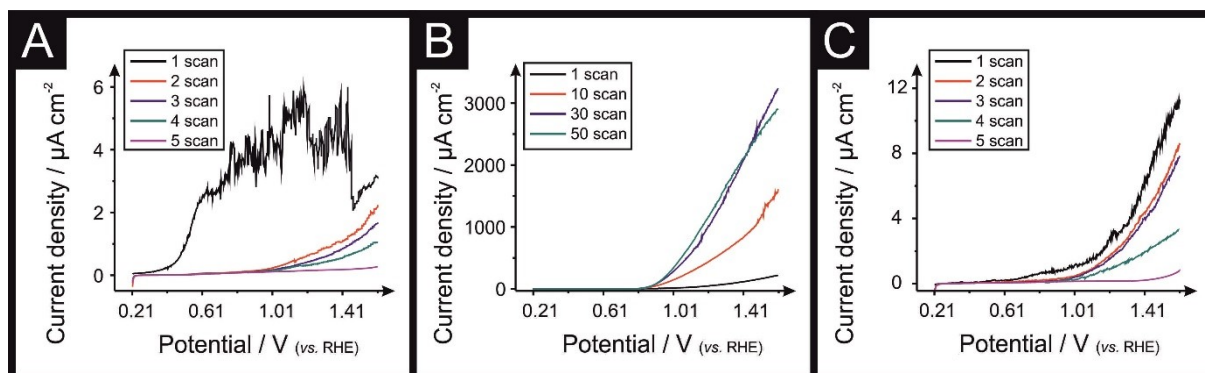 A
1 scan
2 scan
3 scan
4 scan
5 scan
6
4
2
0
0.21 0.61 1.01 1.41
Current density / µA cm⁻²
Potential / V (vs. RHE)
B
1 scan
10 scan
30 scan
50 scan
3000
2000
1000
0
0.21 0.61 1.01 1.41
Current density / µA cm⁻²
Potential / V (vs. RHE)
C
1 scan
2 scan
3 scan
4 scan
5 scan
12
8
4
0
0.21 0.61 1.01 1.41
Current density / µA cm⁻²
Potential / V (vs. RHE)